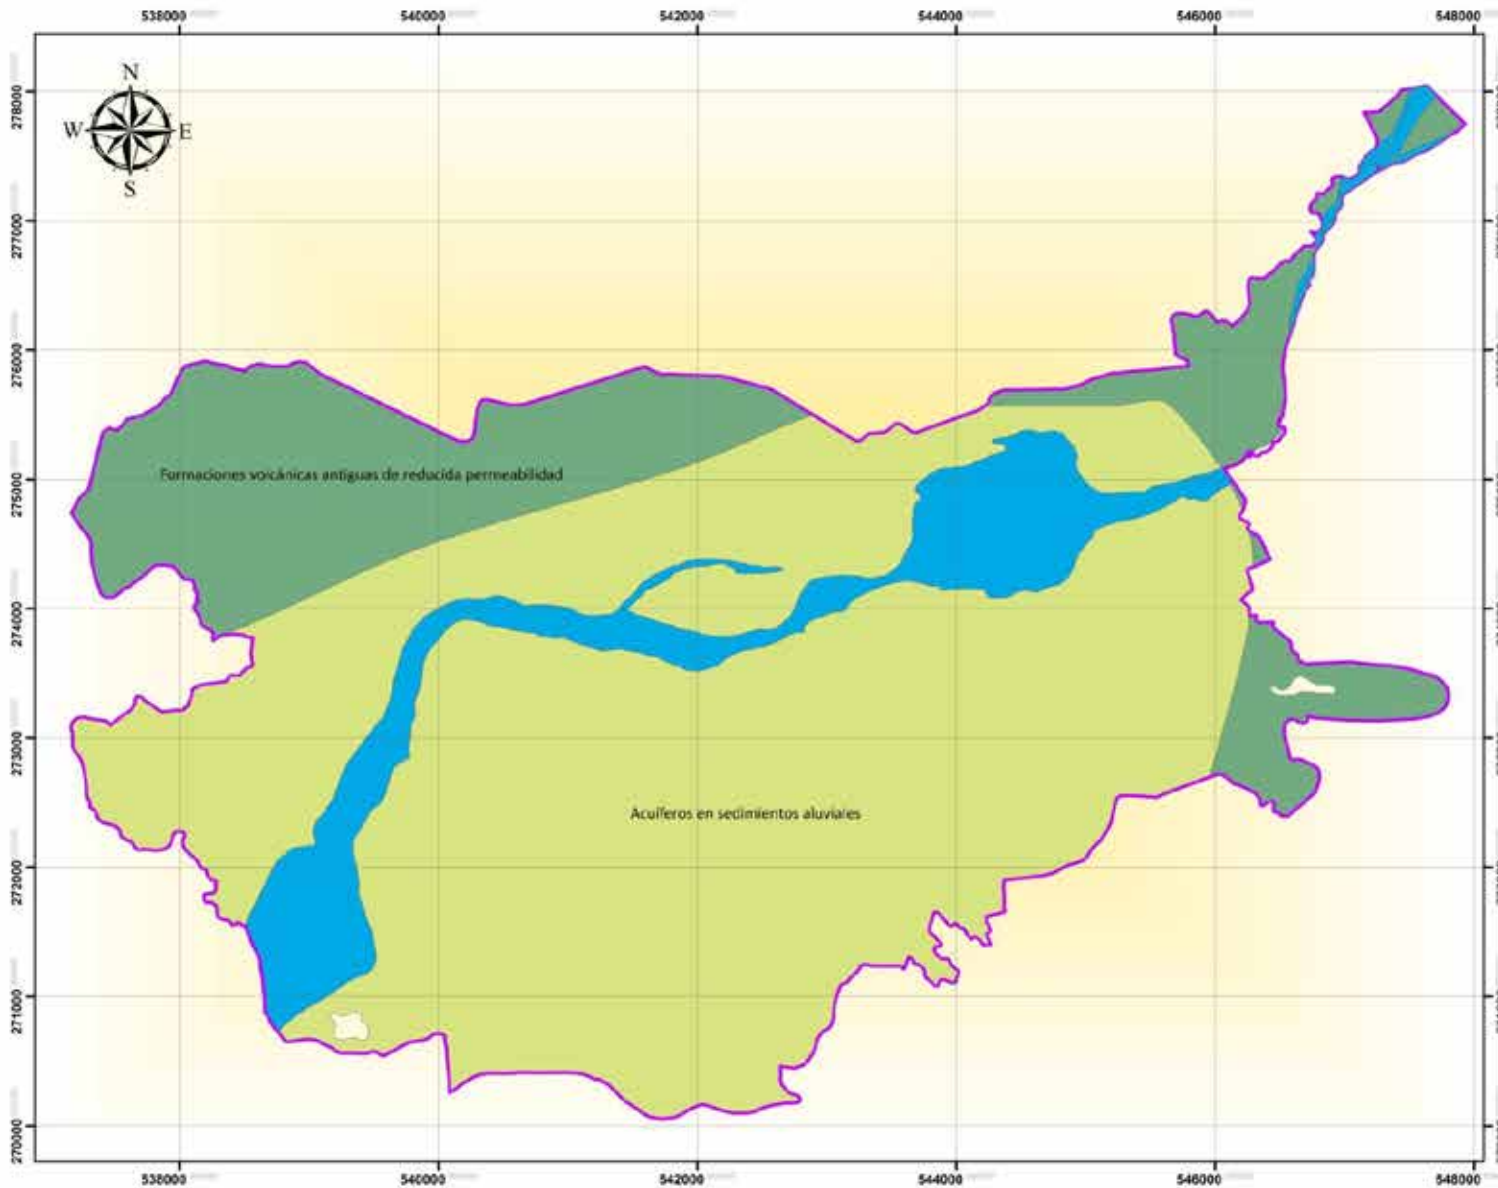 538000 540000 542000 544000 546000 548000
N
W E
S
278000
277000
276000
275000
274000
273000
272000
271000
270000
Formaciones volcánicas antiguas de reducida permeabilidad
Acuíferos en sedimientos aluviales
538000 540000 542000 544000 546000 548000